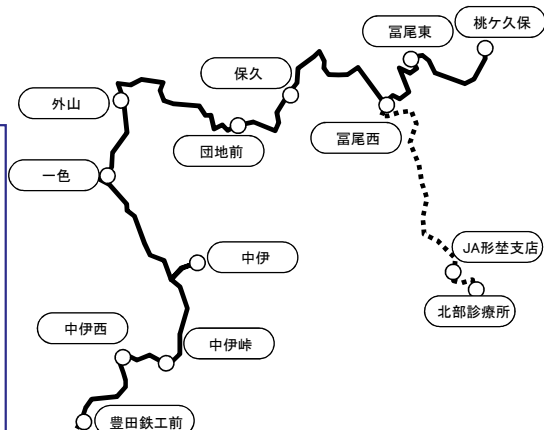 桃ケ久保
冨尾東
保久
外山
団地前
冨尾西
一色
JA形埜支店
中伊
北部診療所
中伊西
中伊峠
豊田鉄工前